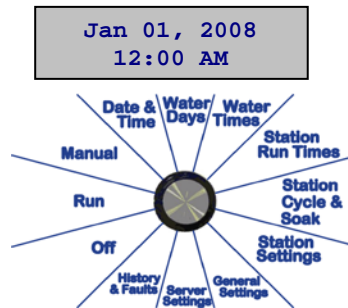 Jan 01, 2008
12:00 AM
Date &
Time
Water
Days
Water
Times
Station
Run Times
Station
Cycle &
Soak
Station
Settings
General
Settings
Server
Settings
History
& Faults
Off
Run
Manual